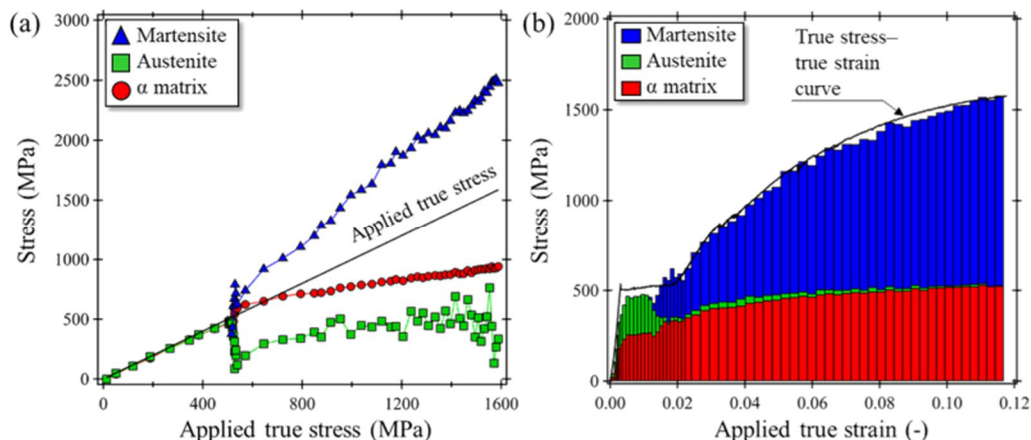 (a)
3000
2500
2000
1500
1000
500
0
Stress (MPa)
Martensite
Austenite
α matrix
Applied true stress
0
400
800
1200
1600
Applied true stress (MPa)
(b)
2000
1500
1000
500
0
Stress (MPa)
Martensite
Austenite
α matrix
True stress–
true strain
curve
0.00
0.02
0.04
0.06
0.08
0.10
0.12
Applied true strain (-)